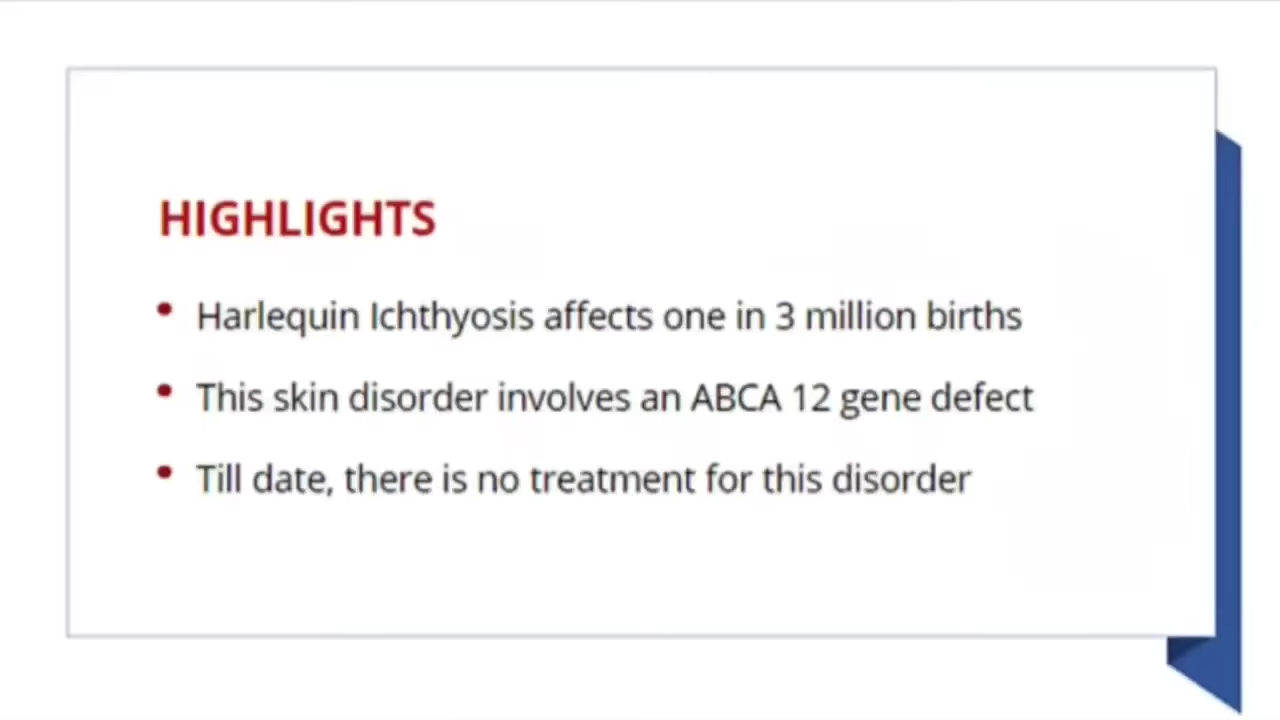 HIGHLIGHTS
• Harlequin Ichthyosis affects one in 3 million births
• This skin disorder involves an ABCA 12 gene defect
• Till date, there is no treatment for this disorder